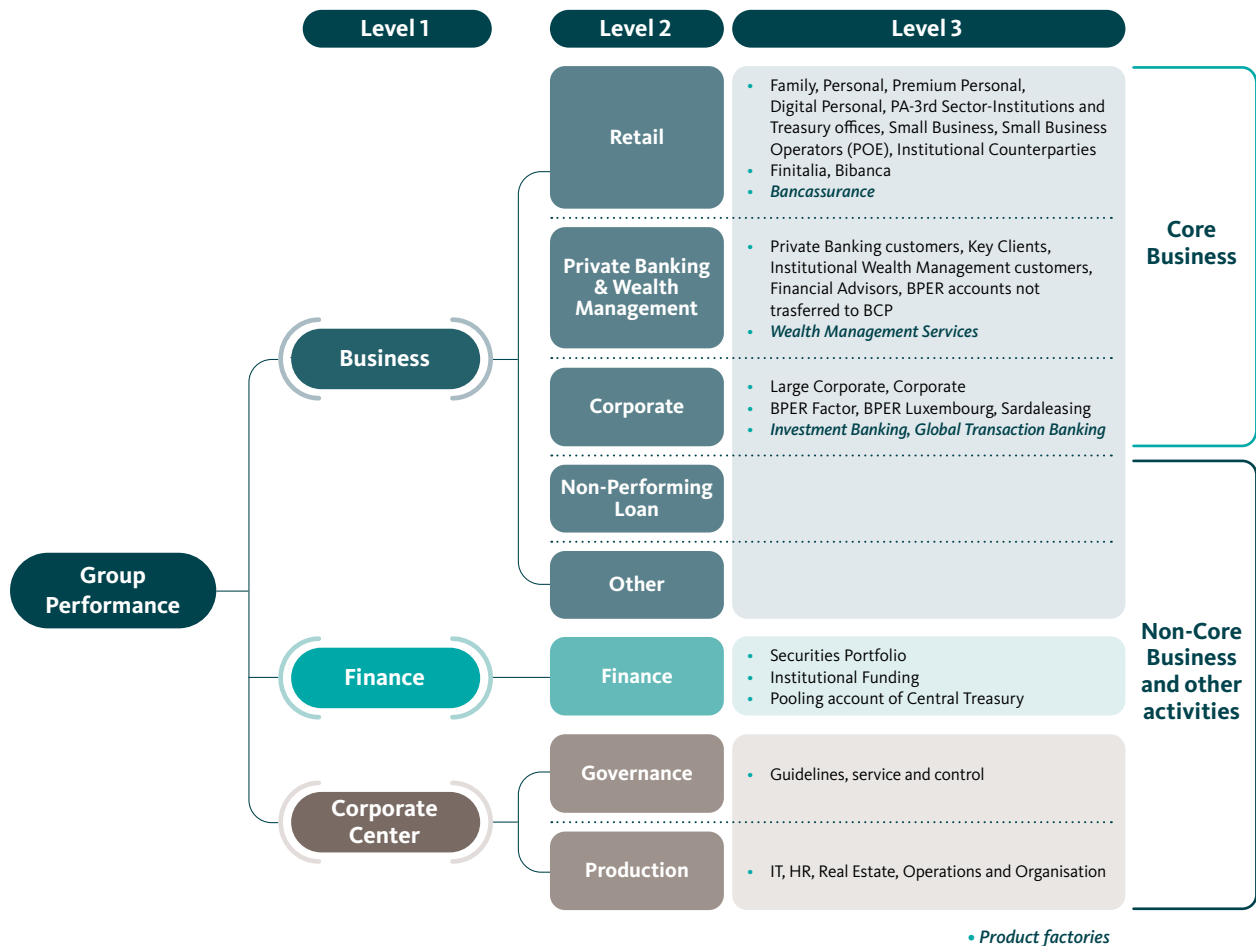 Level 1
Level 2
Level 3
Retail
• Family, Personal, Premium Personal,
Digital Personal, PA-3rd Sector-Institutions and
Treasury offices, Small Business, Small Business
Operators (POE), Institutional Counterparties
• Finitalia, Bibanca
• Bancassurance
Private Banking
& Wealth
Management
• Private Banking customers, Key Clients,
Institutional Wealth Management customers,
Financial Advisors, BPER accounts not
trasferred to BCP
• Wealth Management Services
Core
Business
Business
Corporate
• Large Corporate, Corporate
• BPER Factor, BPER Luxembourg, Sardaleasing
• Investment Banking, Global Transaction Banking
Non-Performing
Loan
Other
Group
Performance
Finance
Finance
• Securities Portfolio
• Institutional Funding
• Pooling account of Central Treasury
Non-Core
Business
and other
activities
Corporate
Center
Governance
• Guidelines, service and control
Production
• IT, HR, Real Estate, Operations and Organisation
• Product factories